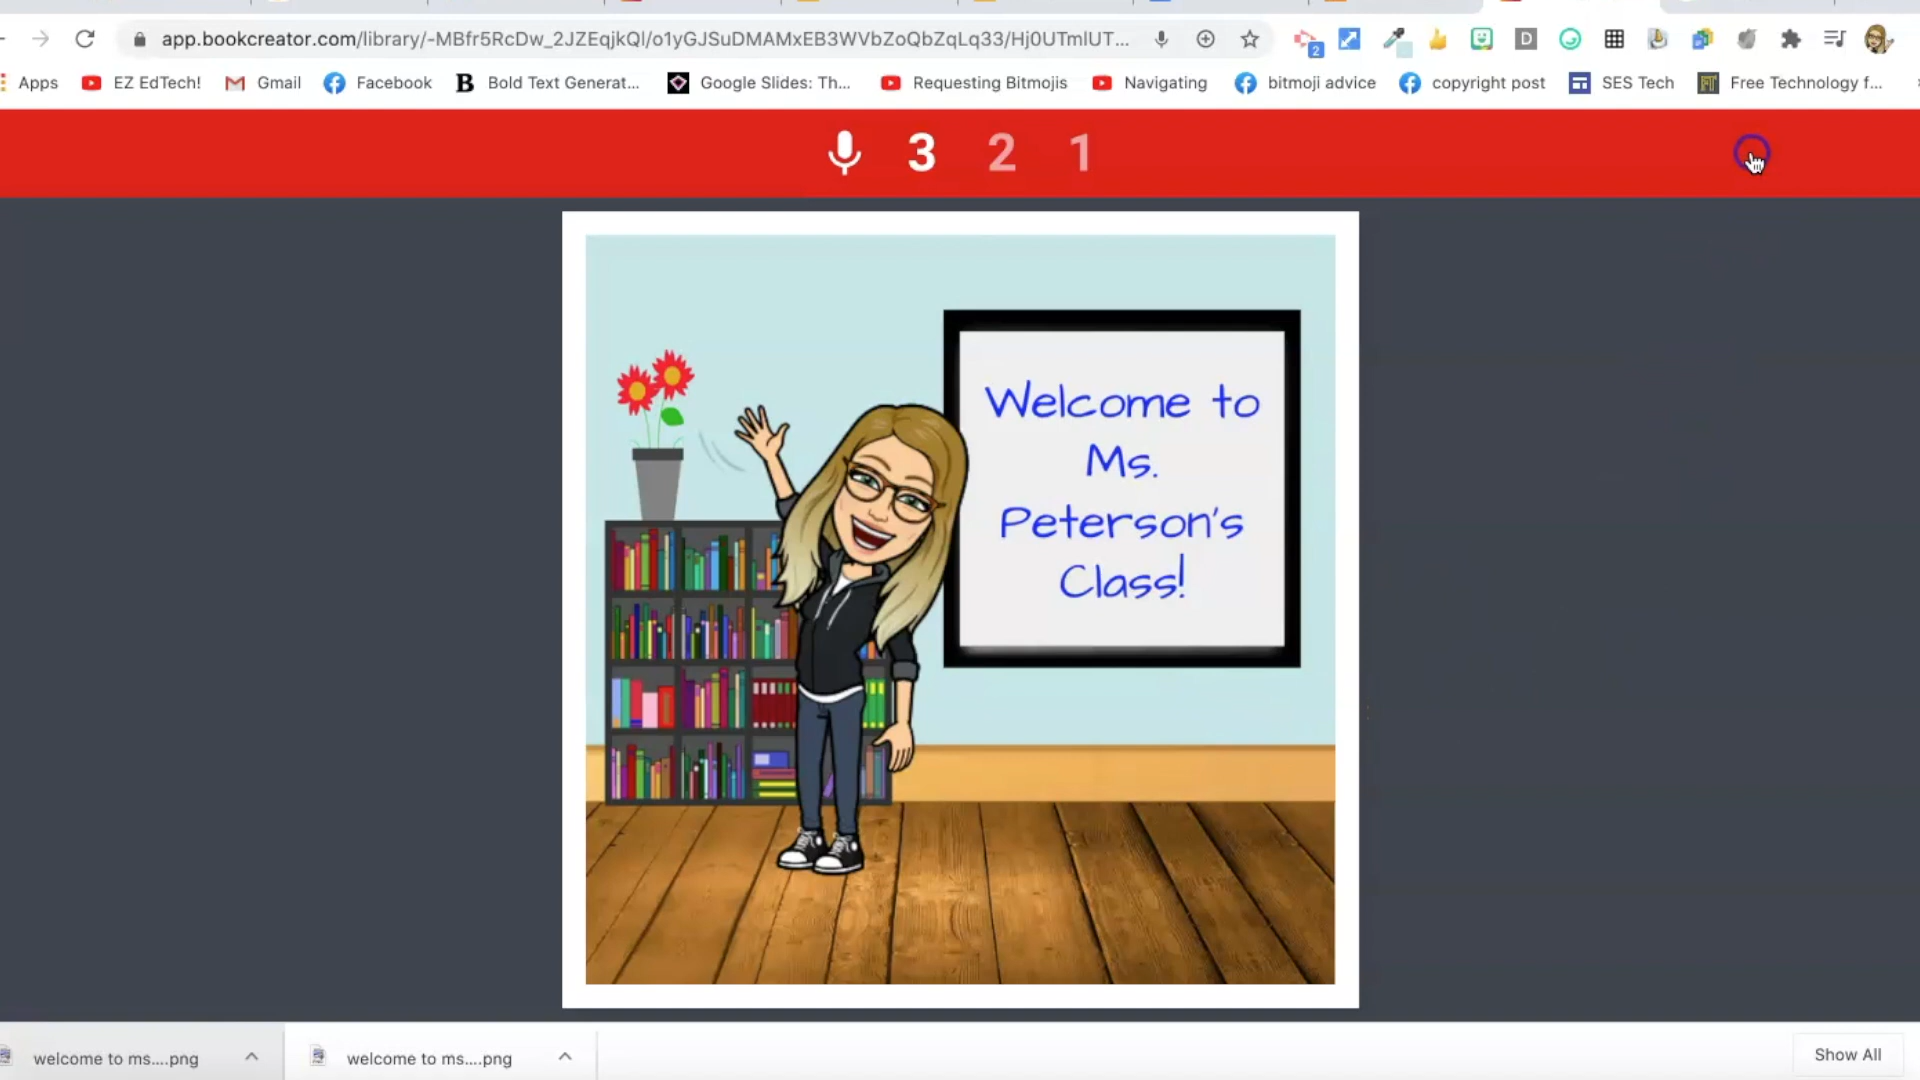 app.bookcreator.com/library/-MBfr5RcDw_2JZEqjkQl/o1yGJSuDMAMxEB3WVbZoQbZqLq33/Hj0UTmlUT...
2
D
Apps EZ EdTech! Gmail Facebook B Bold Text Generat... Google Slides: Th... Requesting Bitmojis Navigating bitmoji advice copyright post SES Tech Free Technology f...
3 2 1
Welcome to
Ms.
Peterson's
Class!
welcome to ms....png welcome to ms....png Show All